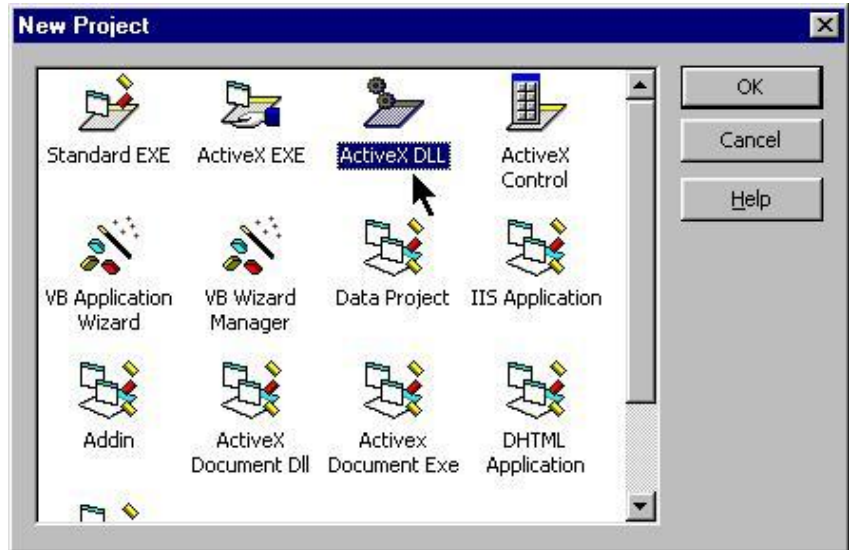 New Project
Standard EXE
ActiveX EXE
ActiveX DLL
ActiveX
Control
VB Application
Wizard
VB Wizard
Manager
Data Project
IIS Application
Addin
ActiveX
Document Dll
Activex
Document Exe
DHTML
Application
OK
Cancel
Help